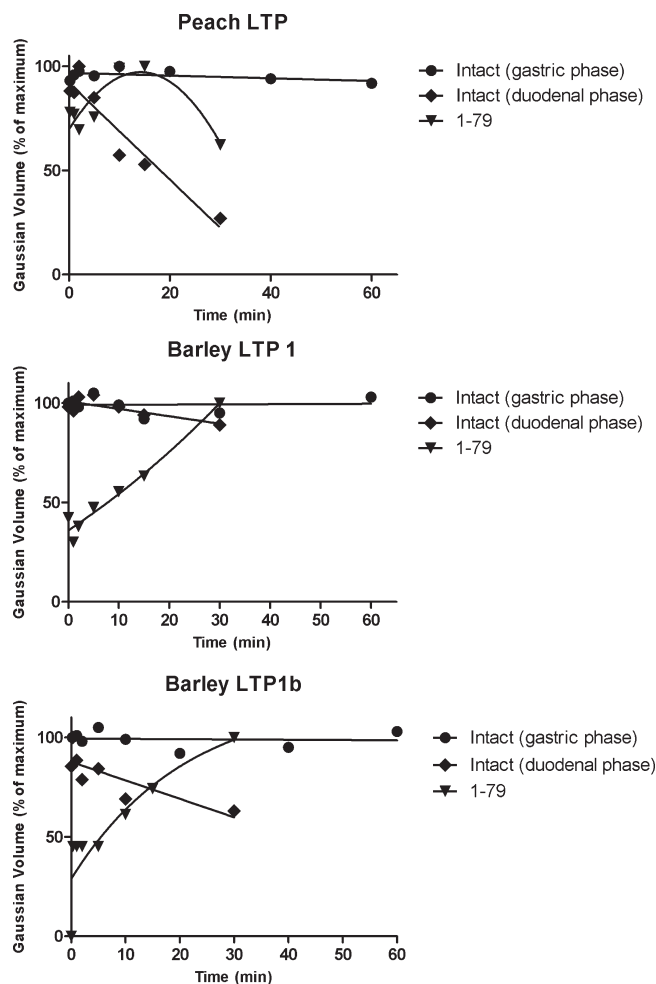 Peach LTP
Gaussian Volume (% of maximum)
100
50
0
0 20 40 60
Time (min)
Intact (gastric phase)
Intact (duodenal phase)
1-79
Barley LTP 1
Gaussian Volume (% of maximum)
100
50
0
0 10 20 30 40 50 60
Time (min)
Intact (gastric phase)
Intact (duodenal phase)
1-79
Barley LTP1b
Gaussian Volume (% of maximum)
100
50
0
0 10 20 30 40 50 60
Time (min)
Intact (gastric phase)
Intact (duodenal phase)
1-79